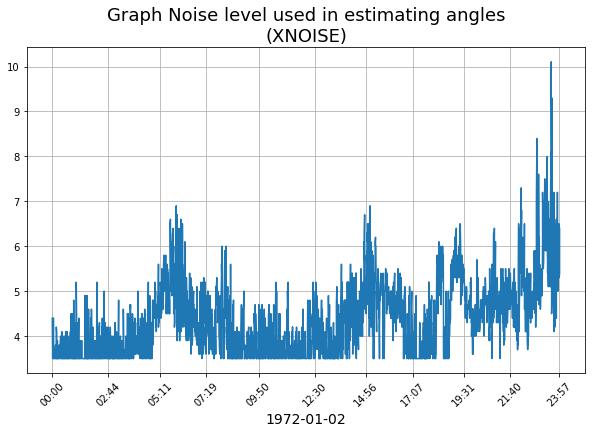 Graph Noise level used in estimating angles
(XNOISE)
10
9
8
7
6
5
4
00:00 02:44 05:11 07:19 09:50 12:30 14:56 17:07 19:31 21:40 23:57
1972-01-02